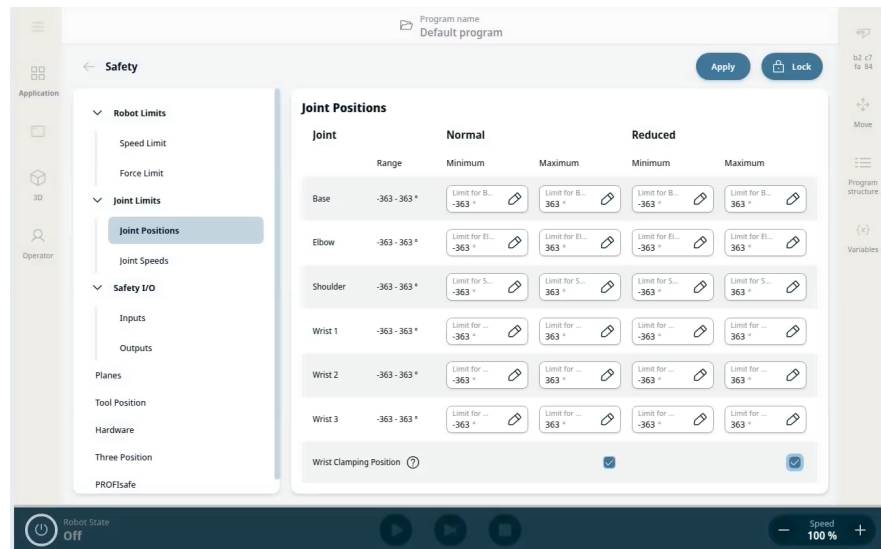 Program name
Default program
Safety
Apply
Lock
b2 c7
fa 84
Application
3D
Operator
Move
Program
structure
{x}
Variables
Robot Limits
Speed Limit
Force Limit
Joint Limits
Joint Positions
Joint Speeds
Safety I/O
Inputs
Outputs
Planes
Tool Position
Hardware
Three Position
PROFIsafe
Joint Positions
Joint Normal Reduced
Range Minimum Maximum Minimum Maximum
Limit for B... Limit for B... Limit for B... Limit for B...
Base -363 - 363 ° -363 ° 363 ° -363 ° 363 °
Limit for El... Limit for El... Limit for El... Limit for El...
Elbow -363 - 363 ° -363 ° 363 ° -363 ° 363 °
Limit for S... Limit for S... Limit for S... Limit for S...
Shoulder -363 - 363 ° -363 ° 363 ° -363 ° 363 °
Limit for ... Limit for ... Limit for ... Limit for ...
Wrist 1 -363 - 363 ° -363 ° 363 ° -363 ° 363 °
Limit for ... Limit for ... Limit for ... Limit for ...
Wrist 2 -363 - 363 ° -363 ° 363 ° -363 ° 363 °
Limit for ... Limit for ... Limit for ... Limit for ...
Wrist 3 -363 - 363 ° -363 ° 363 ° -363 ° 363 °
Wrist Clamping Position ?
Robot State
Off
Speed
− 100 % +